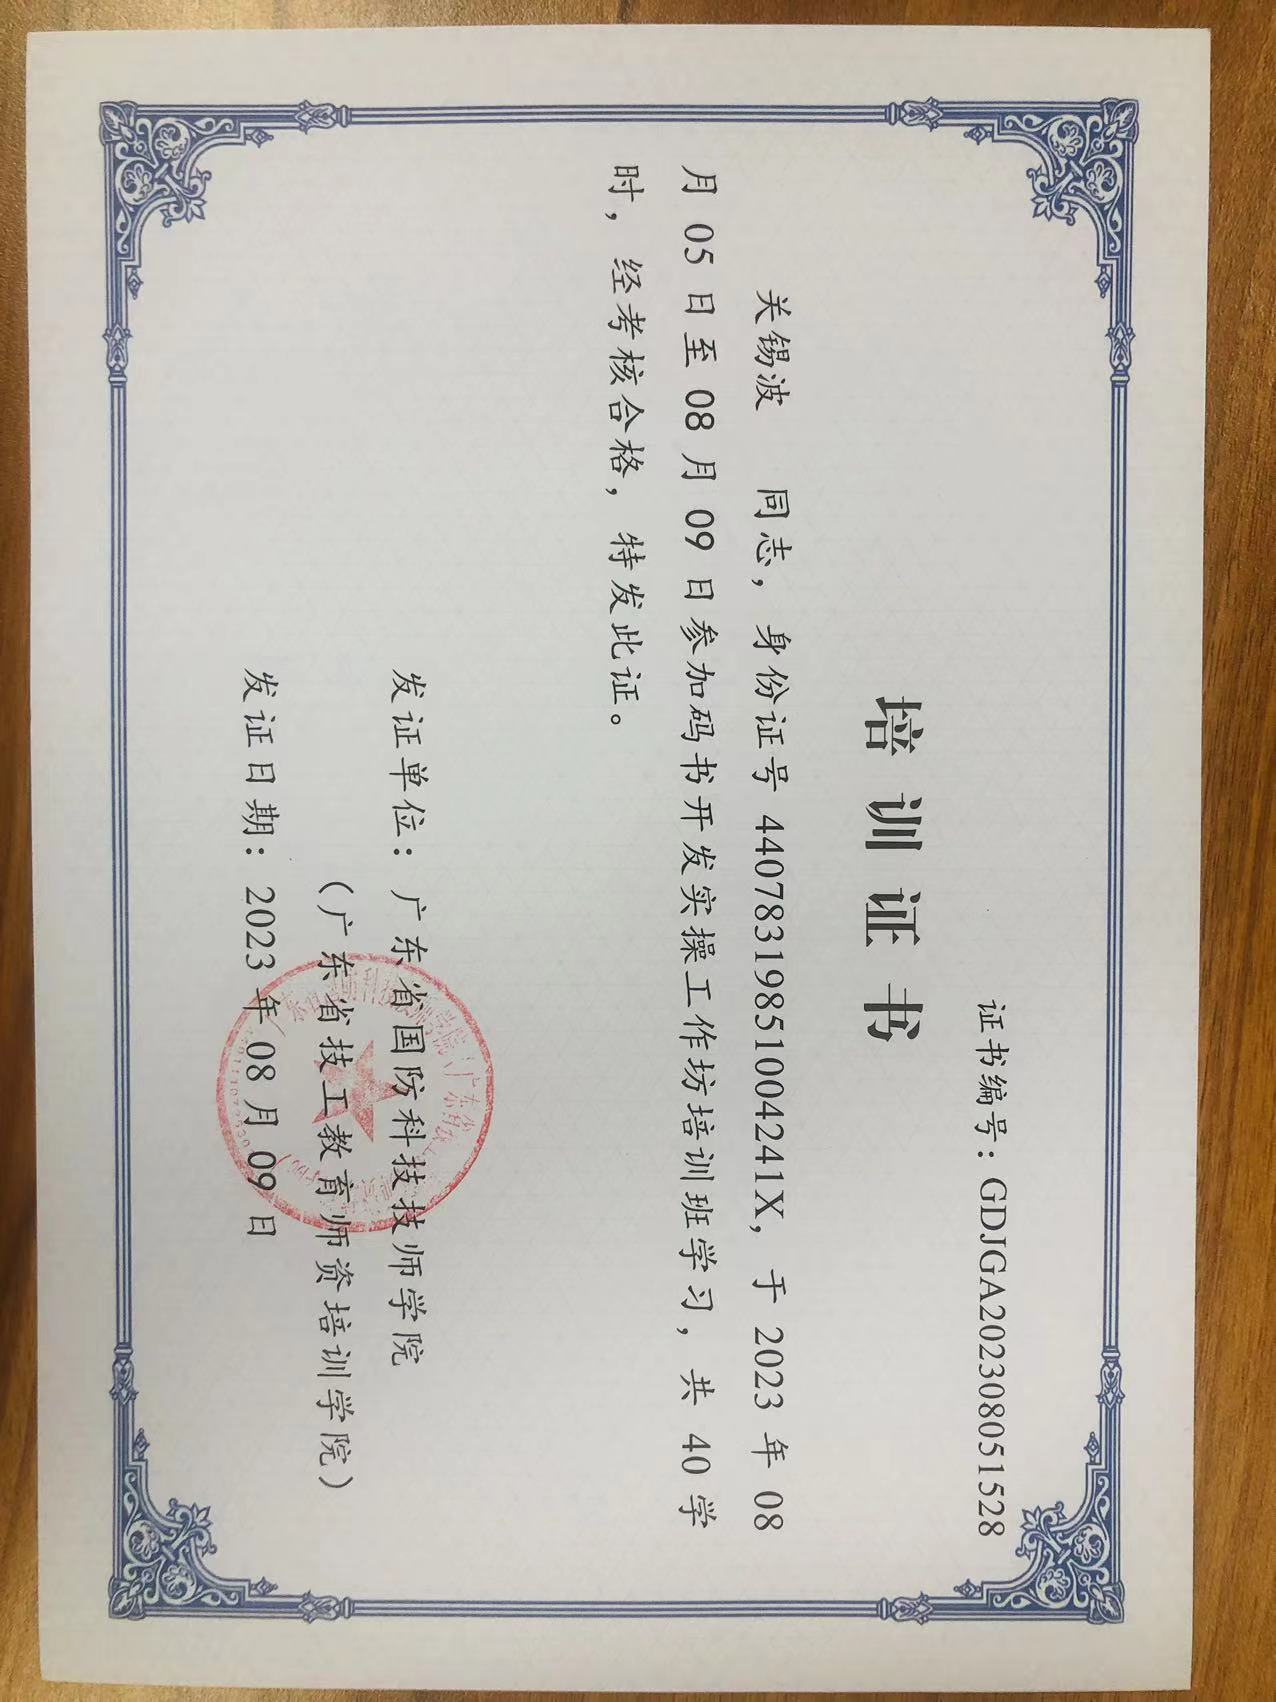 证书编号：GDJGA20230805​1528
培训证书
关锡波 同志，身份证号 44078319851004241X，于 2023 年 08
月 05 日至 08 月 09 日参加码书开发实操工作坊培训班学习，共 40 学
时，经考核合格，特发此证。
发证单位：广东省国防科技技师学院
（广东省技工教育师资培训学院）
发证日期：2023 年 08 月 09 日